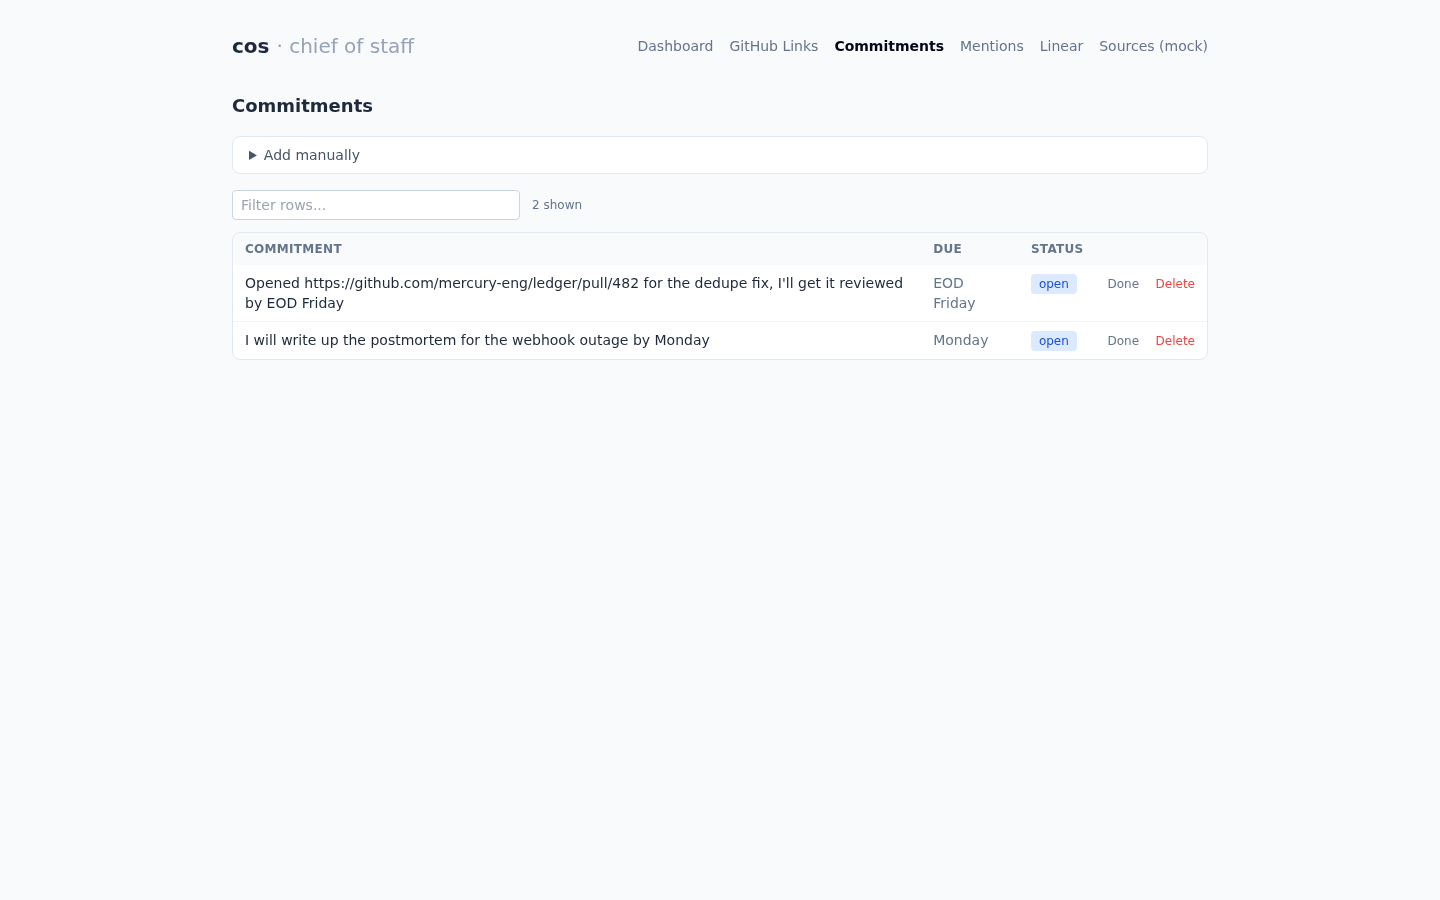 cos · chief of staff
Dashboard GitHub Links Commitments Mentions Linear Sources (mock)
Commitments
Add manually
Filter rows...
2 shown
COMMITMENT DUE STATUS
Opened https://github.com/mercury-eng/ledger/pull/482 for the dedupe fix, I'll get it reviewed
by EOD Friday
EOD
Friday
open Done Delete
I will write up the postmortem for the webhook outage by Monday Monday open Done Delete